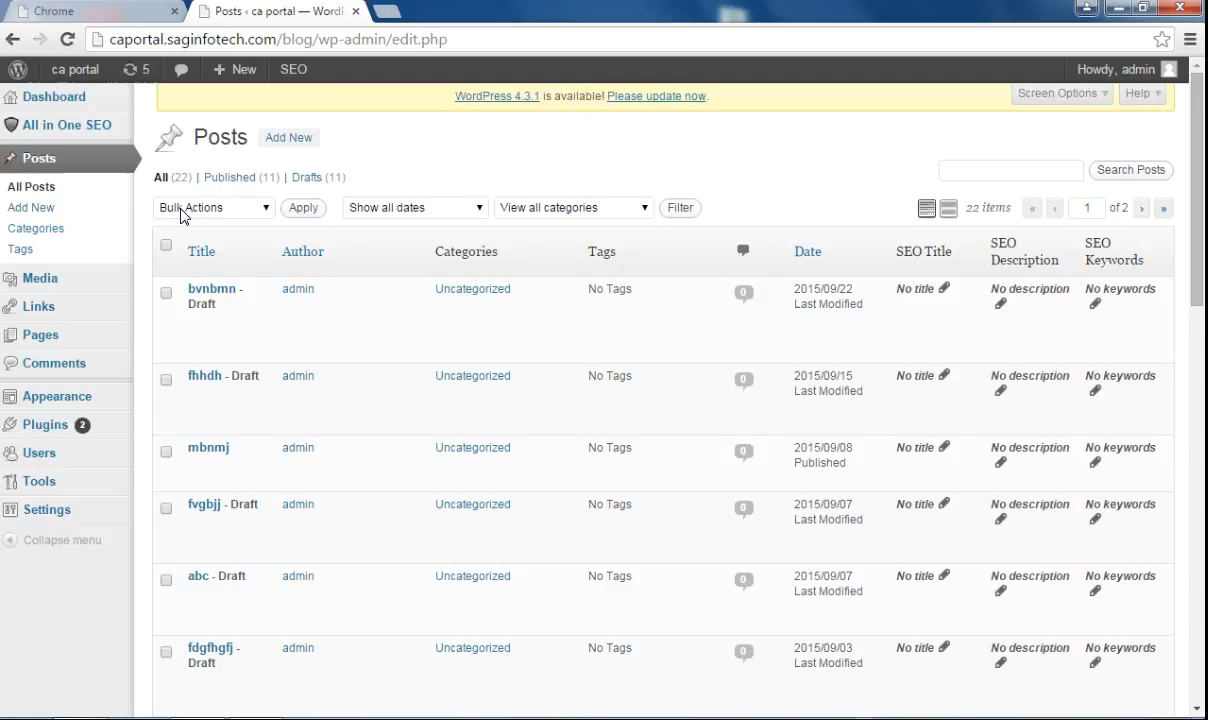 Chrome
Posts ‹ ca portal — WordP
caportal.saginfotech.com/blog/wp-admin/edit.php
ca portal 5 + New SEO Howdy, admin
WordPress 4.3.1 is available! Please update now.
Screen Options Help
Dashboard
All in One SEO
Posts
All Posts
Add New
Categories
Tags
Media
Links
Pages
Comments
Appearance
Plugins 2
Users
Tools
Settings
Collapse menu
Posts Add New
All (22) | Published (11) | Drafts (11)
Search Posts
Bulk Actions Apply Show all dates View all categories Filter 22 items « ‹ 1 of 2 › »
Title Author Categories Tags Date SEO Title SEO Description SEO Keywords
bvnbmn - Draft admin Uncategorized No Tags 0 2015/09/22 Last Modified No title No description No keywords
fhhdh - Draft admin Uncategorized No Tags 0 2015/09/15 Last Modified No title No description No keywords
mbnmj admin Uncategorized No Tags 0 2015/09/08 Published No title No description No keywords
fvgbjj - Draft admin Uncategorized No Tags 0 2015/09/07 Last Modified No title No description No keywords
abc - Draft admin Uncategorized No Tags 0 2015/09/07 Last Modified No title No description No keywords
fdgfhgfj - Draft admin Uncategorized No Tags 0 2015/09/03 Last Modified No title No description No keywords